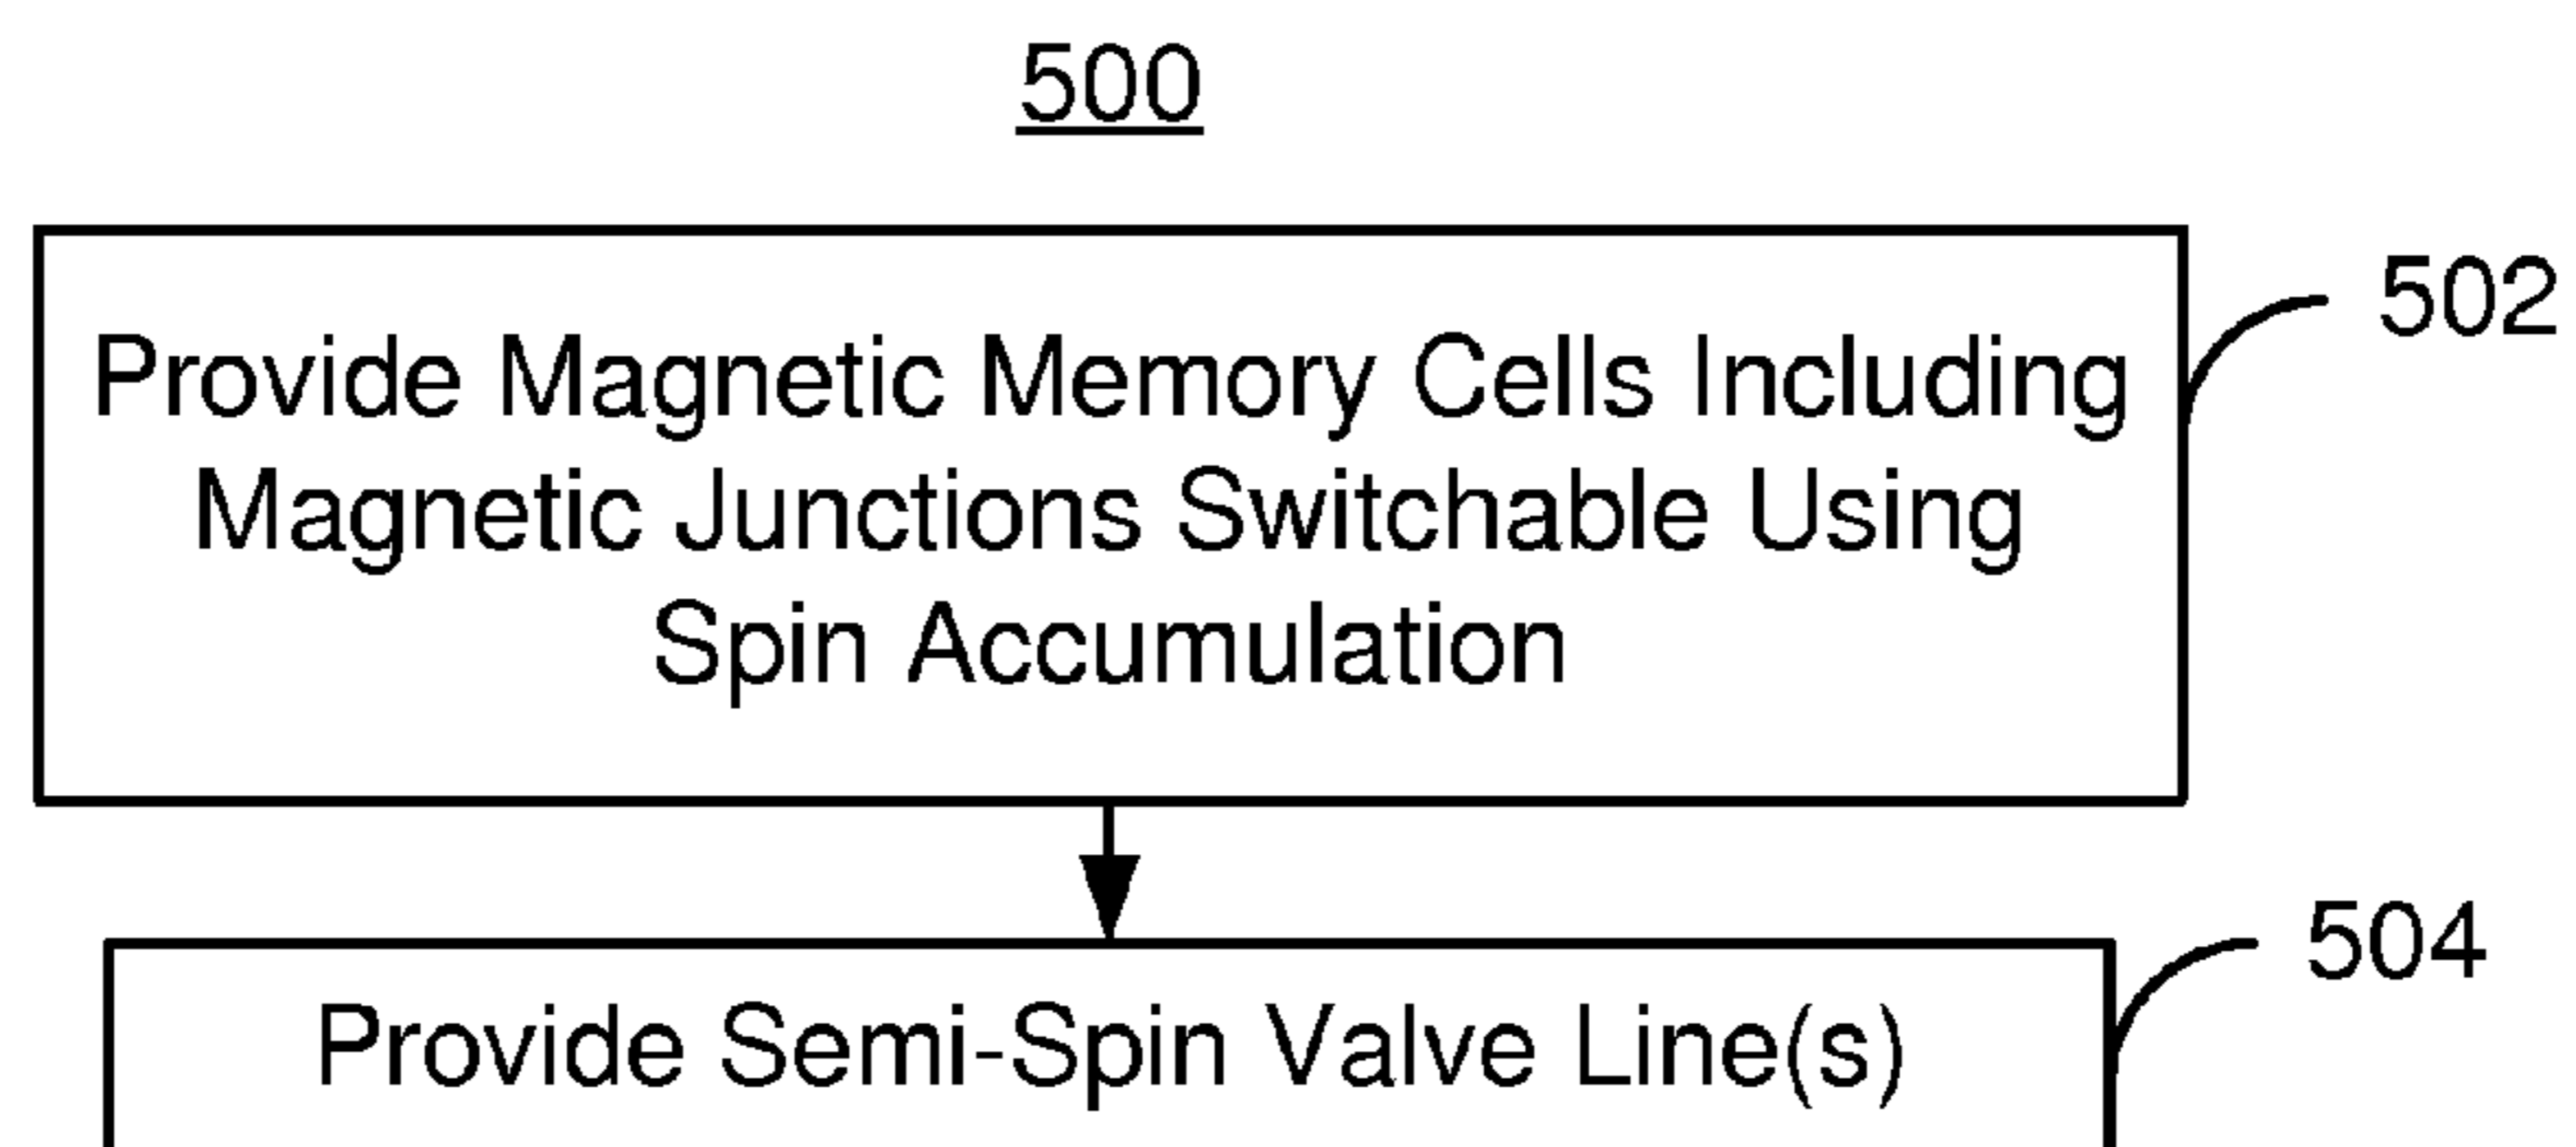 500
Provide Magnetic Memory Cells Including
502
Magnetic Junctions Switchable Using
Spin Accumulation
504
Provide Semi-Spin Valve Line(s)